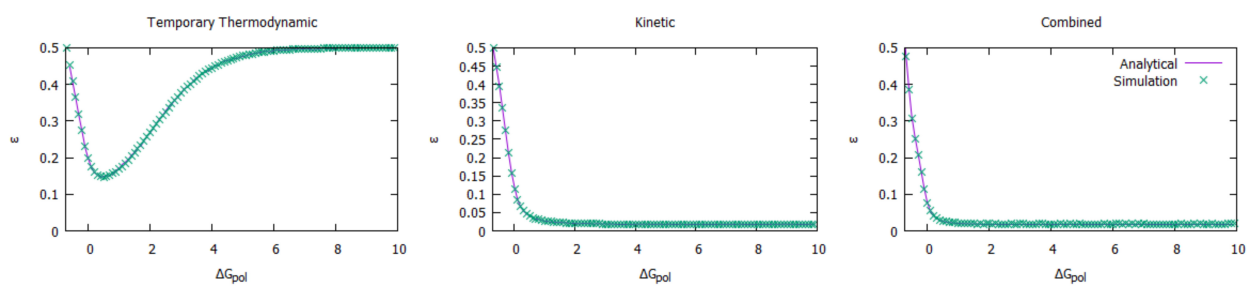 Temporary Thermodynamic
0.5
0.4
0.3
0.2
0.1
0
ε
0 2 4 6 8 10
ΔGpol
Kinetic
0.5
0.45
0.4
0.35
0.3
0.25
0.2
0.15
0.1
0.05
0
ε
0 2 4 6 8 10
ΔGpol
Combined
Analytical
Simulation
0.5
0.4
0.3
0.2
0.1
0
ε
0 2 4 6 8 10
ΔGpol